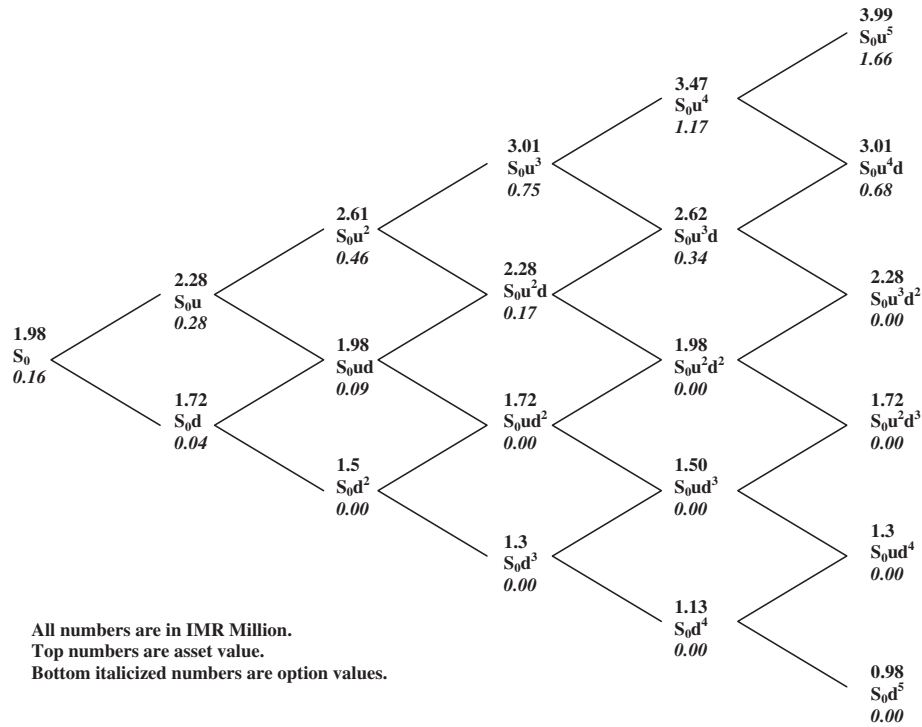 3.99
S₀u⁵
1.66
3.47
S₀u⁴
1.17
3.01
S₀u³
0.75
3.01
S₀u⁴d
0.68
2.61
S₀u²
0.46
2.62
S₀u³d
0.34
2.28
S₀u
0.28
2.28
S₀u²d
0.17
2.28
S₀u³d²
0.00
1.98
S₀
0.16
1.98
S₀ud
0.09
1.98
S₀u²d²
0.00
1.72
S₀d
0.04
1.72
S₀ud²
0.00
1.72
S₀u²d³
0.00
1.5
S₀d²
0.00
1.50
S₀ud³
0.00
1.3
S₀d³
0.00
1.3
S₀ud⁴
0.00
1.13
S₀d⁴
0.00
0.98
S₀d⁵
0.00
All numbers are in IMR Million.
Top numbers are asset value.
Bottom italicized numbers are option values.